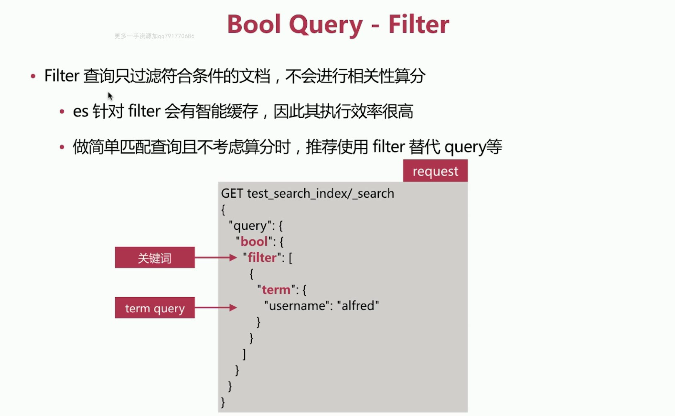 Bool Query - Filter
• Filter 查询只过滤符合条件的文档，不会进行相关性算分
• es 针对 filter 会有智能缓存，因此其执行效率很高
• 做简单匹配查询且不考虑算分时，推荐使用 filter 替代 query等
request
GET test_search_index/_search
{
"query": {
"bool": {
关键词
"filter": [
{
"term": {
term query
"username": "alfred"
}
}
]
}
}
}